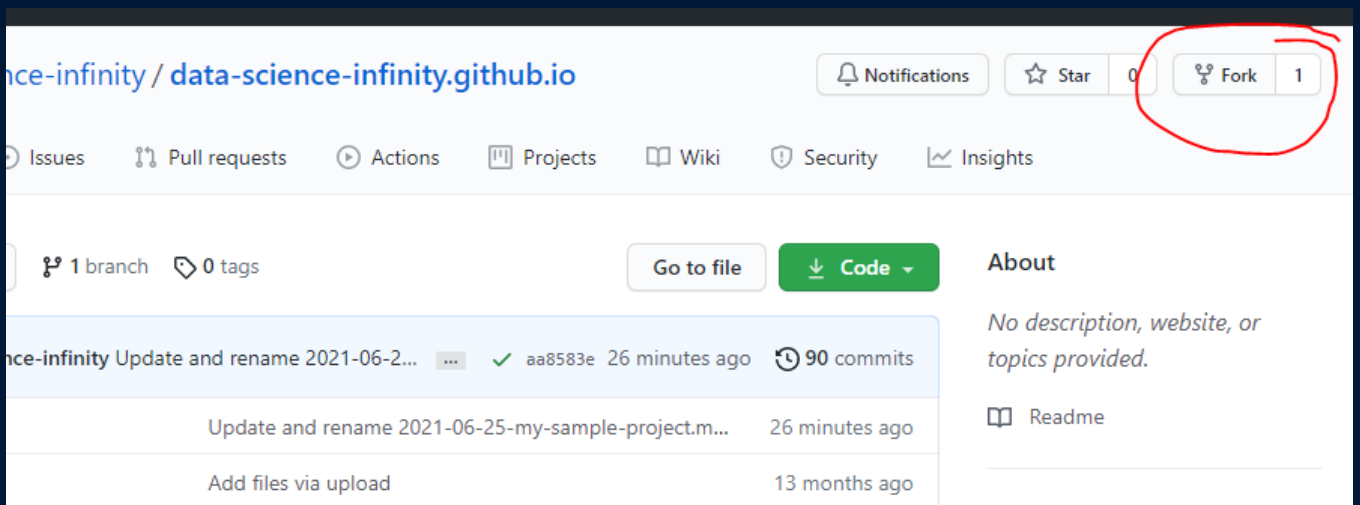 nce-infinity / data-science-infinity.github.io
Notifications Star 0 Fork 1
Issues Pull requests Actions Projects Wiki Security Insights
1 branch 0 tags Go to file Code
About
No description, website, or
topics provided.
nce-infinity Update and rename 2021-06-2... ... aa8583e 26 minutes ago 90 commits
Readme
Update and rename 2021-06-25-my-sample-project.m... 26 minutes ago
Add files via upload 13 months ago